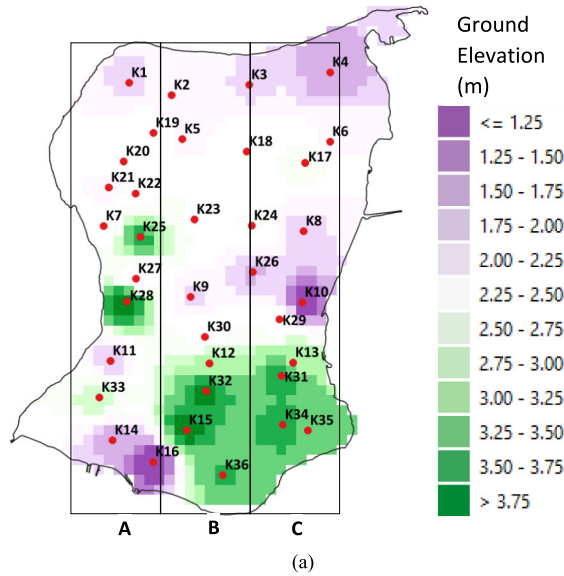 Ground
Elevation
(m)
K1
K2
K3
K4
K19
K5
K6
K18
K20
K17
K21
K22
K7
K23
K24
K8
K25
K27
K26
K28
K9
K10
K29
K30
K11
K12
K13
K33
K32
K31
K14
K15
K34
K35
K16
K36
<= 1.25
1.25 - 1.50
1.50 - 1.75
1.75 - 2.00
2.00 - 2.25
2.25 - 2.50
2.50 - 2.75
2.75 - 3.00
3.00 - 3.25
3.25 - 3.50
3.50 - 3.75
> 3.75
A B C
(a)